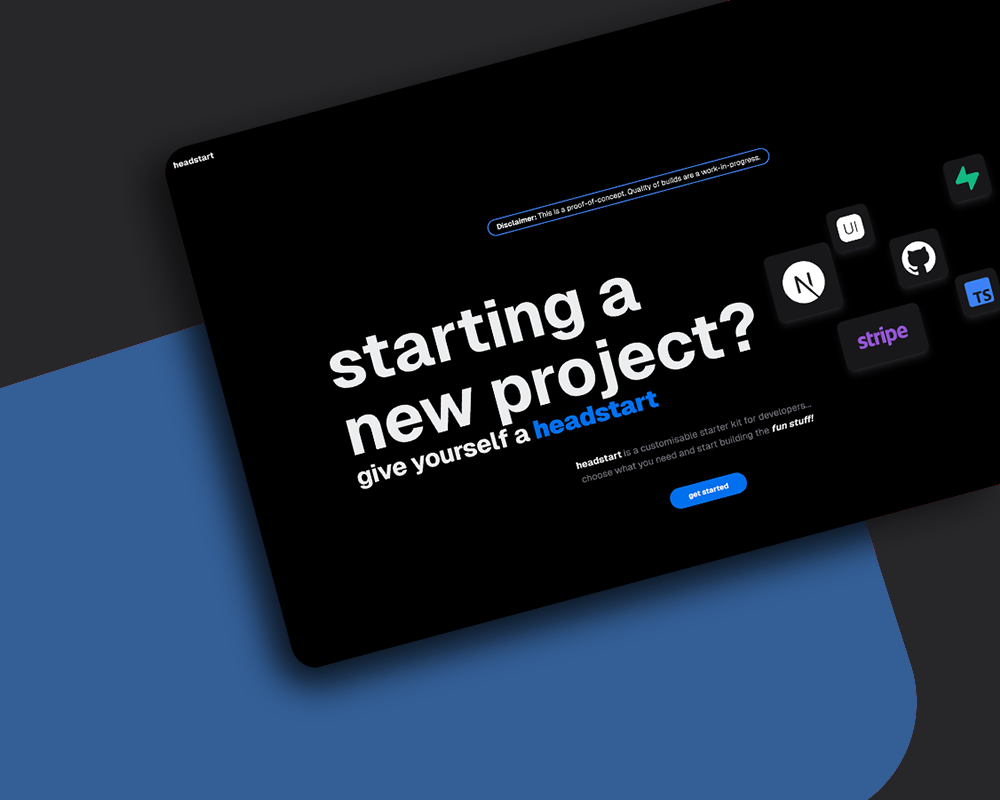 headstart
Disclaimer: This is a proof-of-concept. Quality of builds are a work-in-progress.
starting a
new project?
give yourself a headstart
headstart is a customisable starter kit for developers...
choose what you need and start building the fun stuff!
get started
UI
N
TS
stripe